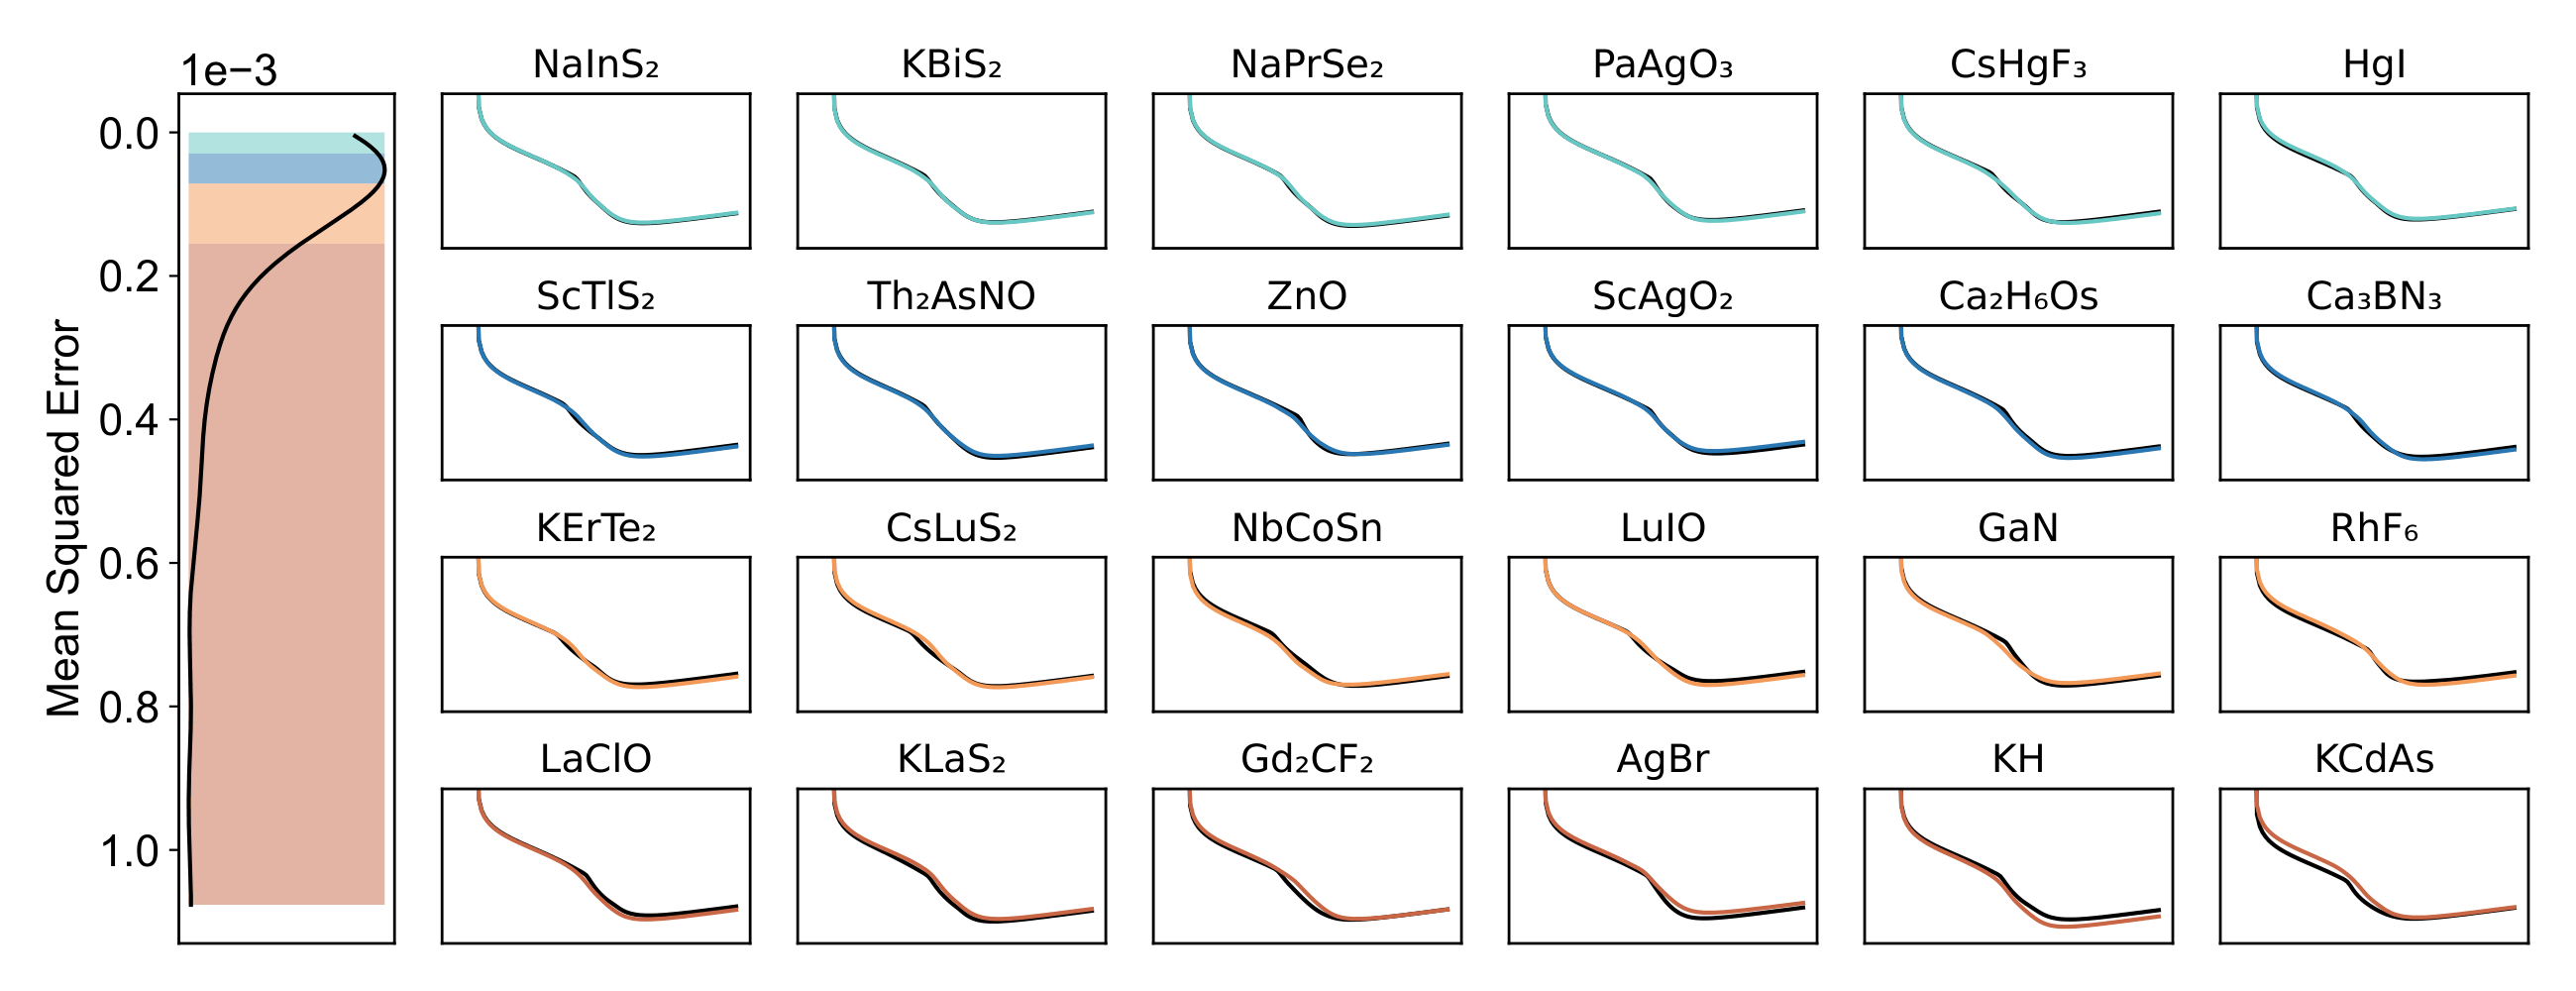 1e−3
Mean Squared Error
0.0
0.2
0.4
0.6
0.8
1.0
NaInS₂ KBiS₂ NaPrSe₂ PaAgO₃ CsHgF₃ HgI
ScTlS₂ Th₂AsNO ZnO ScAgO₂ Ca₂H₆Os Ca₃BN₃
KErTe₂ CsLuS₂ NbCoSn LuIO GaN RhF₆
LaClO KLaS₂ Gd₂CF₂ AgBr KH KCdAs